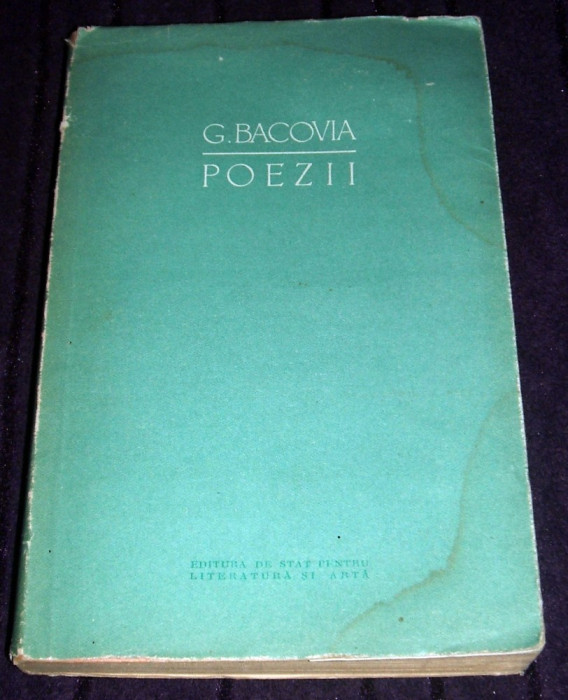 G. BACOVIA
POEZII
EDITURA DE STAT PENTRU
LITERATURĂ ȘI ARTĂ